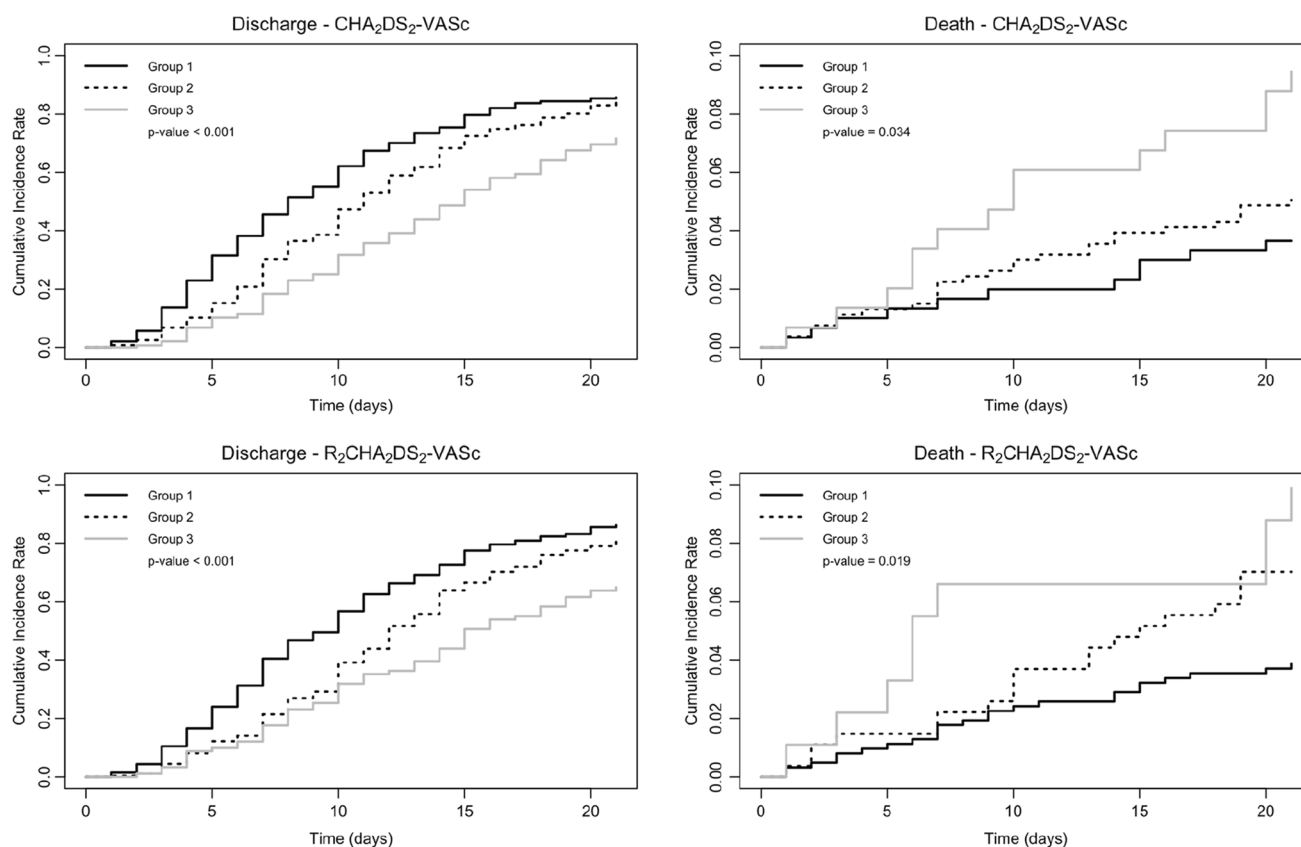 Discharge - CHA₂DS₂-VASc
Cumulative Incidence Rate
1.0
0.8
0.6
0.4
0.2
0.0
Group 1
Group 2
Group 3
p-value < 0.001
0 5 10 15 20
Time (days)
Death - CHA₂DS₂-VASc
Cumulative Incidence Rate
0.10
0.08
0.06
0.04
0.02
0.00
Group 1
Group 2
Group 3
p-value = 0.034
0 5 10 15 20
Time (days)
Discharge - R₂CHA₂DS₂-VASc
Cumulative Incidence Rate
1.0
0.8
0.6
0.4
0.2
0.0
Group 1
Group 2
Group 3
p-value < 0.001
0 5 10 15 20
Time (days)
Death - R₂CHA₂DS₂-VASc
Cumulative Incidence Rate
0.10
0.08
0.06
0.04
0.02
0.00
Group 1
Group 2
Group 3
p-value = 0.019
0 5 10 15 20
Time (days)